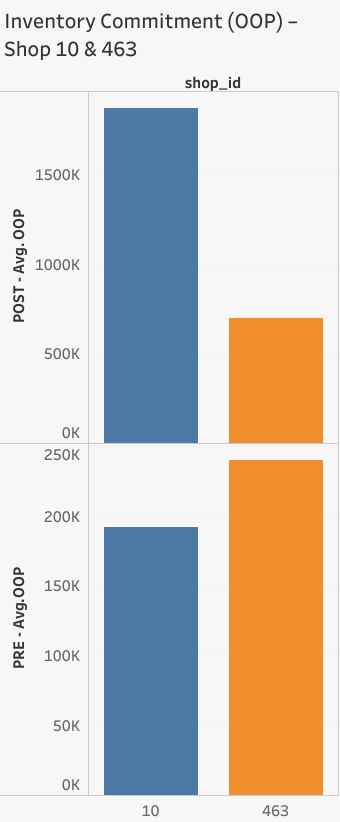 Inventory Commitment (OOP) –
Shop 10 & 463
shop_id
POST - Avg. OOP
1500K
1000K
500K
0K
PRE - Avg.OOP
250K
200K
150K
100K
50K
0K
10
463